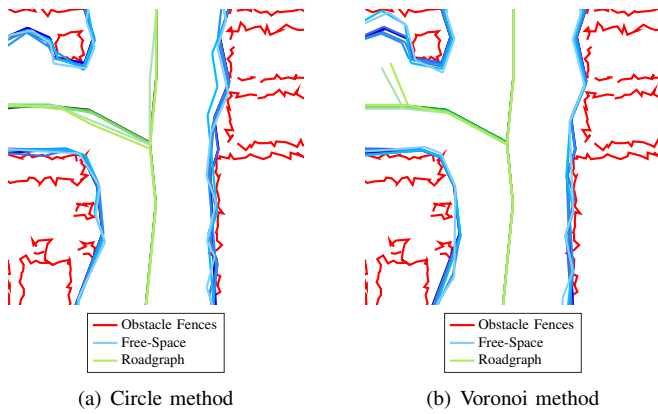 Obstacle Fences
Free-Space
Roadgraph
(a) Circle method
Obstacle Fences
Free-Space
Roadgraph
(b) Voronoi method